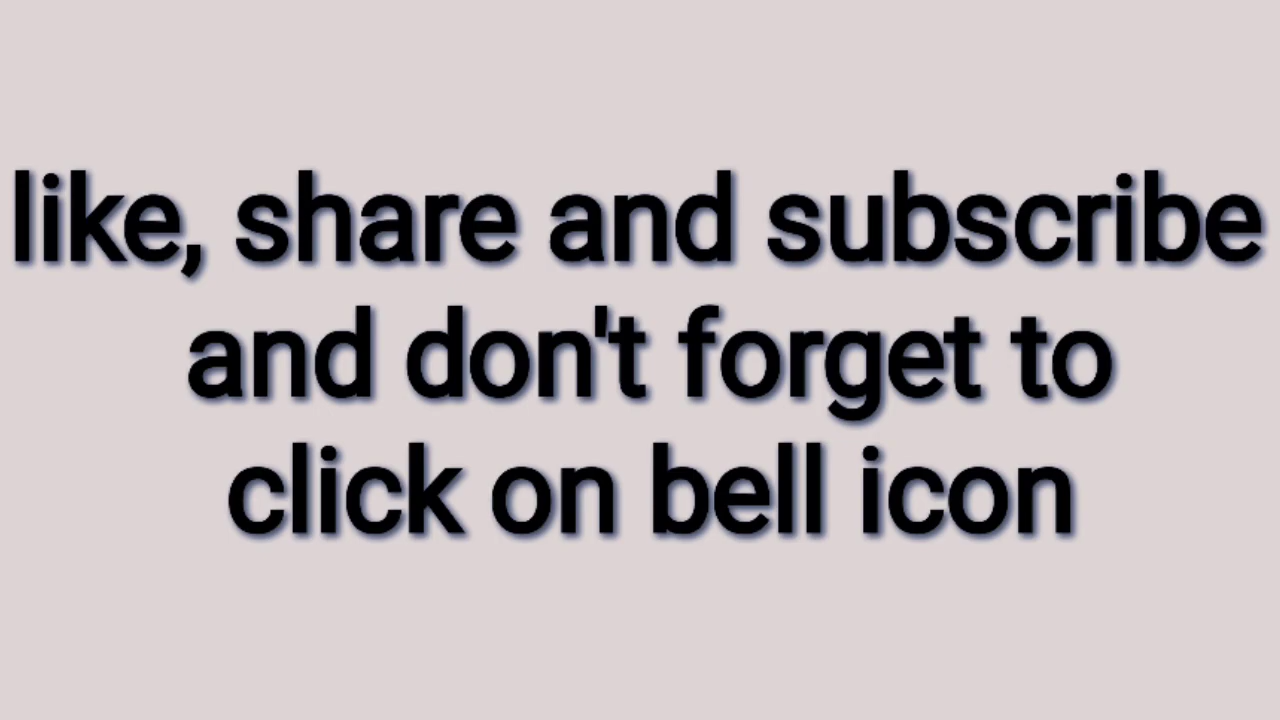 like, share and subscribe
and don't forget to
click on bell icon